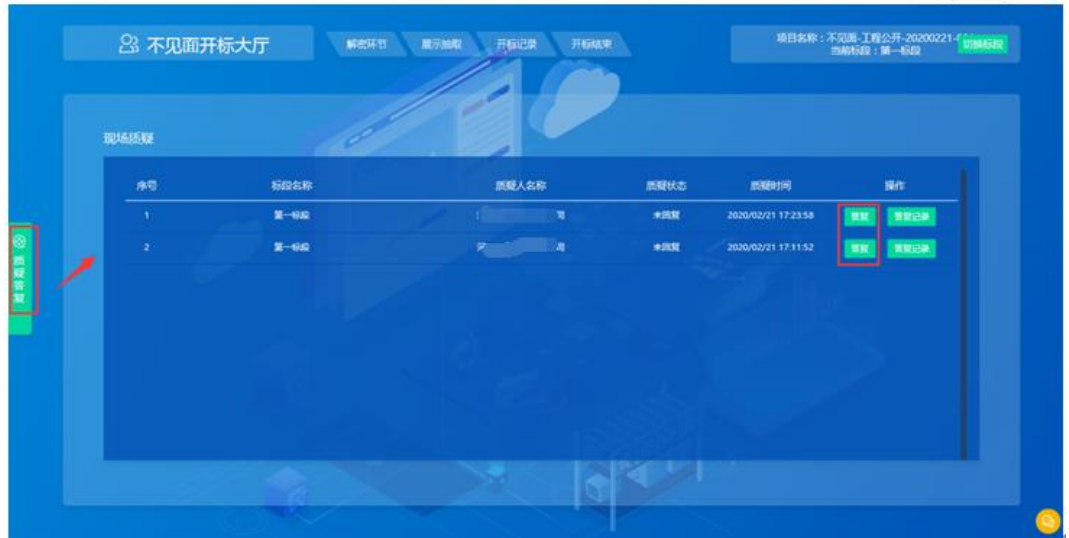 不见面开标大厅
解密环节 展示抽取 开标记录 开标结束
项目名称：不见面-工程公开-20200221-
当前标段：第一标段
切换标段
现场质疑
序号 标段名称 质疑人名称 质疑状态 质疑时间 操作
1 第一标段 司 未回复 2020/02/21 17:23:58 答复 答复记录
2 第一标段 未回复 2020/02/21 17:11:52 答复 答复记录
质疑答复